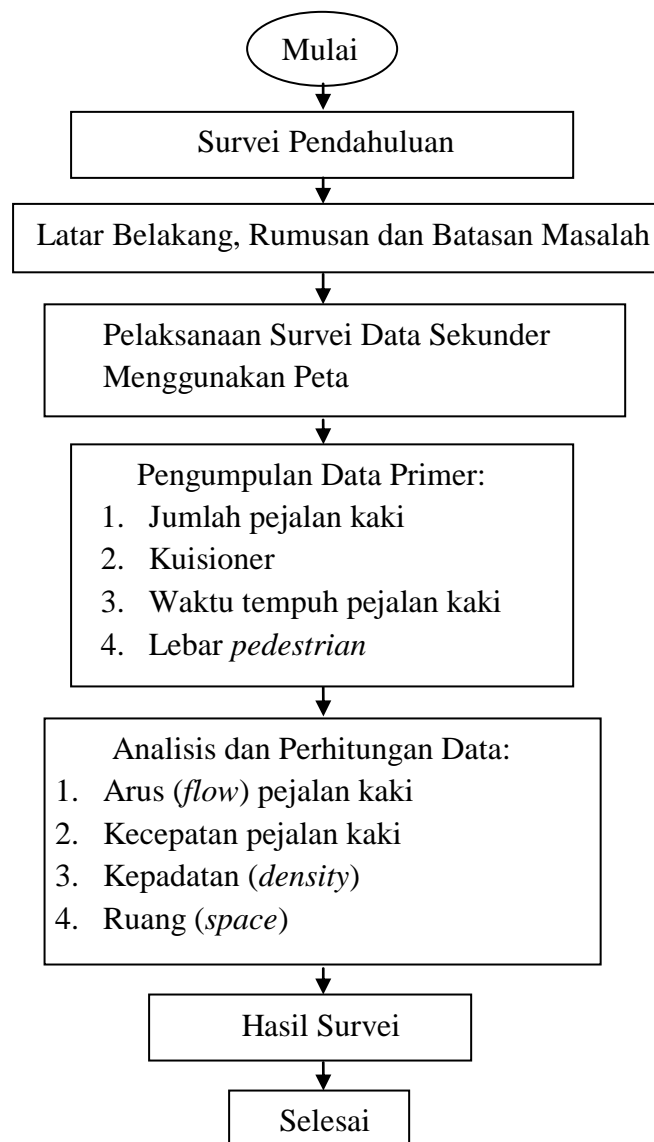 Mulai
Survei Pendahuluan
Latar Belakang, Rumusan dan Batasan Masalah
Pelaksanaan Survei Data Sekunder
Menggunakan Peta
Pengumpulan Data Primer:
1. Jumlah pejalan kaki
2. Kuisioner
3. Waktu tempuh pejalan kaki
4. Lebar pedestrian
Analisis dan Perhitungan Data:
1. Arus (flow) pejalan kaki
2. Kecepatan pejalan kaki
3. Kepadatan (density)
4. Ruang (space)
Hasil Survei
Selesai